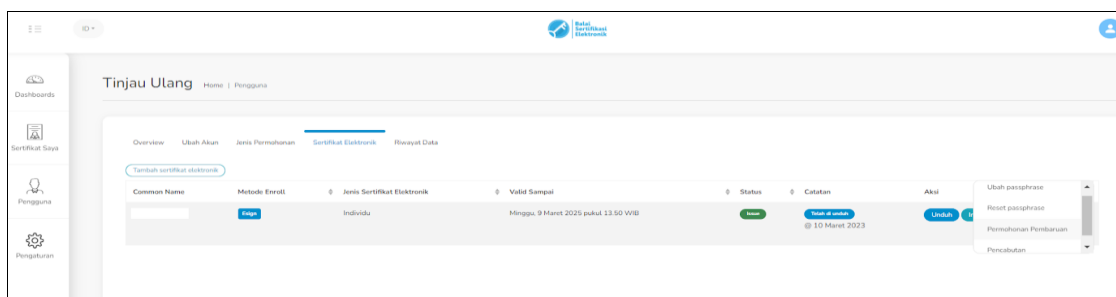 ID
Balai
Sertifikasi
Elektronik
Dashboards
Sertifikat Saya
Pengguna
Pengaturan
Tinjau Ulang Home | Pengguna
Overview Ubah Akun Jenis Permohonan Sertifikat Elektronik Riwayat Data
Tambah sertifikat elektronik
Common Name Metode Enroll Jenis Sertifikat Elektronik Valid Sampai Status Catatan Aksi
Esign Individu Minggu, 9 Maret 2025 pukul 13.50 WIB Issue Telah di unduh Unduh
@ 10 Maret 2023
Ubah passphrase
Reset passphrase
Permohonan Pembaruan
Pencabutan